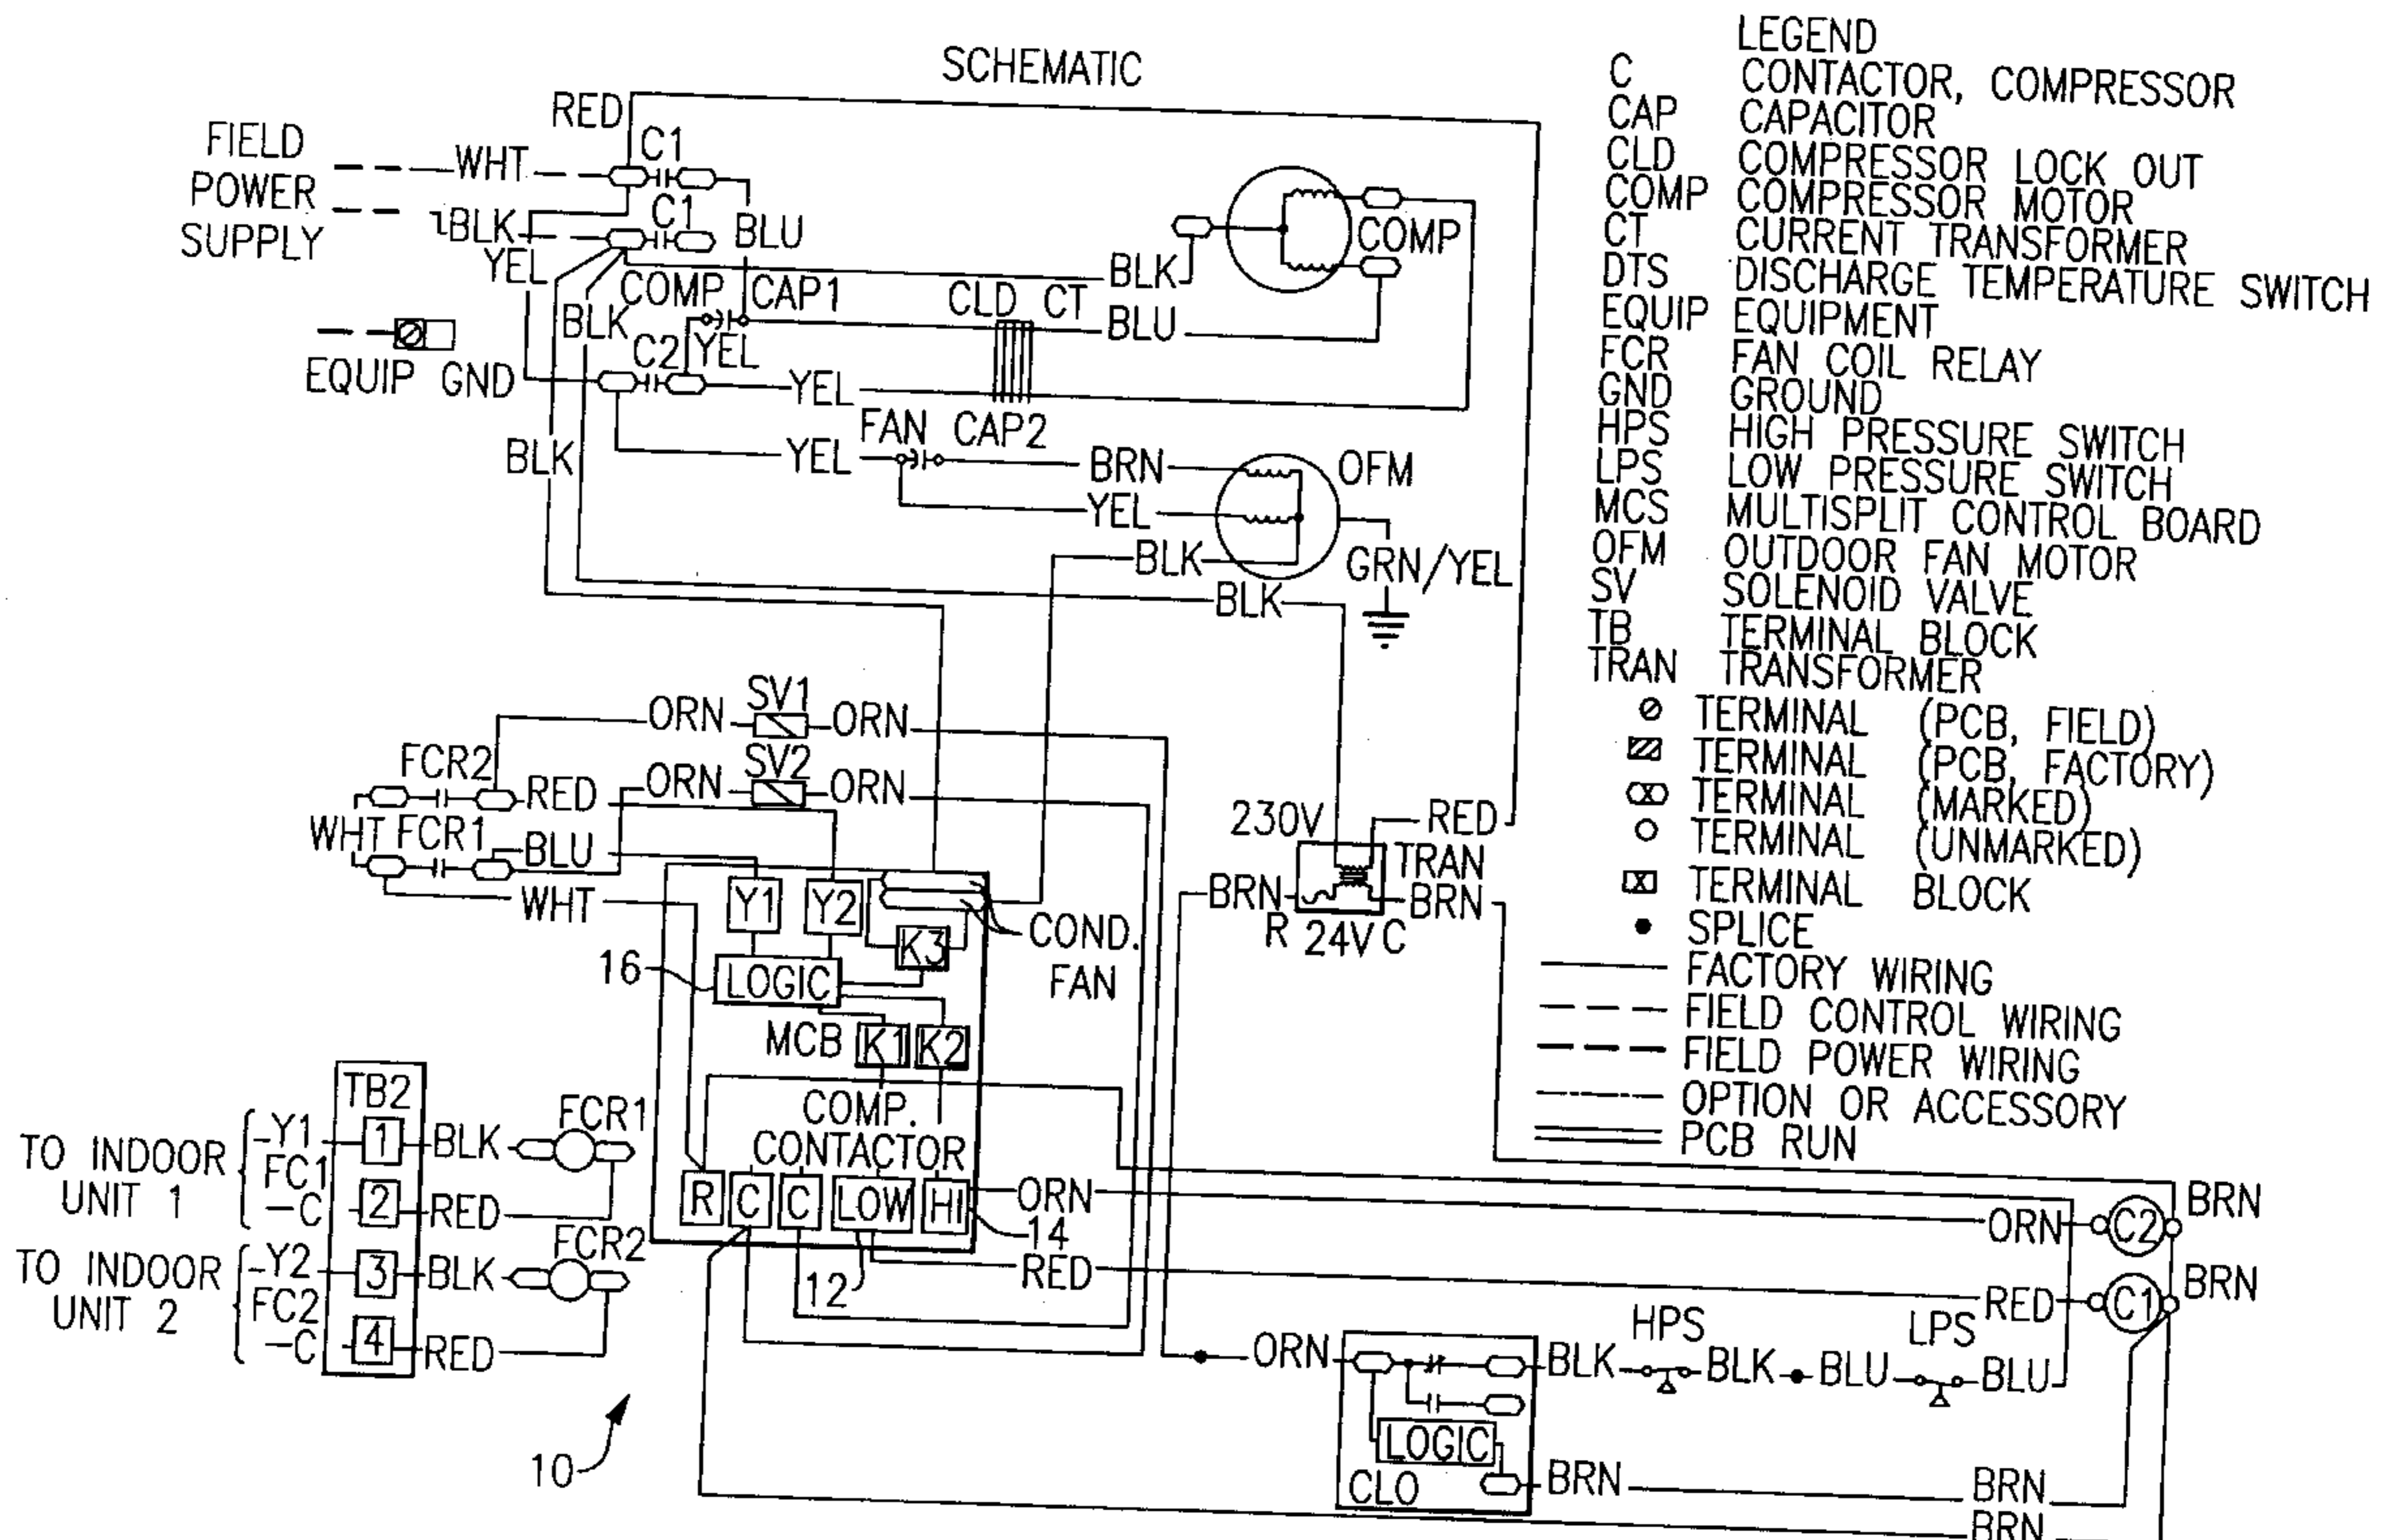 SCHEMATIC
RED
FIELD
POWER
SUPPLY
WHT
C1
BLK
C1
BLU
YEL
COMP CAP1
BLK
CLD CT
COMP
BLK
BLU
EQUIP GND
C2
YEL
YEL
FAN CAP2
BLK
YEL
BRN
OFM
YEL
BLK
GRN/YEL
BLK
SV1
ORN
ORN
FCR2
SV2
RED
ORN
ORN
WHT
FCR1
BLU
WHT
230V
RED
TRAN
BRN
BRN
R 24V C
Y1
Y2
K3
COND.
FAN
16
LOGIC
MCB
K1
K2
COMP.
CONTACTOR
R
C
C
LOW
HI
ORN
14
RED
12
TB2
TO INDOOR
UNIT 1
-Y1
FC1
-C
1
BLK
FCR1
2
RED
TO INDOOR
UNIT 2
-Y2
FC2
-C
3
BLK
FCR2
4
RED
10
ORN
C2
BRN
RED
C1
BRN
HPS
LPS
ORN
BLK
BLK
BLU
BLU
LOGIC
CLO
BRN
BRN
BRN
LEGEND
C CONTACTOR, COMPRESSOR
CAP CAPACITOR
CLD COMPRESSOR LOCK OUT
COMP COMPRESSOR MOTOR
CT CURRENT TRANSFORMER
DTS DISCHARGE TEMPERATURE SWITCH
EQUIP EQUIPMENT
FCR FAN COIL RELAY
GND GROUND
HPS HIGH PRESSURE SWITCH
LPS LOW PRESSURE SWITCH
MCS MULTISPLIT CONTROL BOARD
OFM OUTDOOR FAN MOTOR
SV SOLENOID VALVE
TB TERMINAL BLOCK
TRAN TRANSFORMER
TERMINAL (PCB, FIELD)
TERMINAL (PCB, FACTORY)
TERMINAL (MARKED)
TERMINAL (UNMARKED)
TERMINAL BLOCK
SPLICE
FACTORY WIRING
FIELD CONTROL WIRING
FIELD POWER WIRING
OPTION OR ACCESSORY
PCB RUN